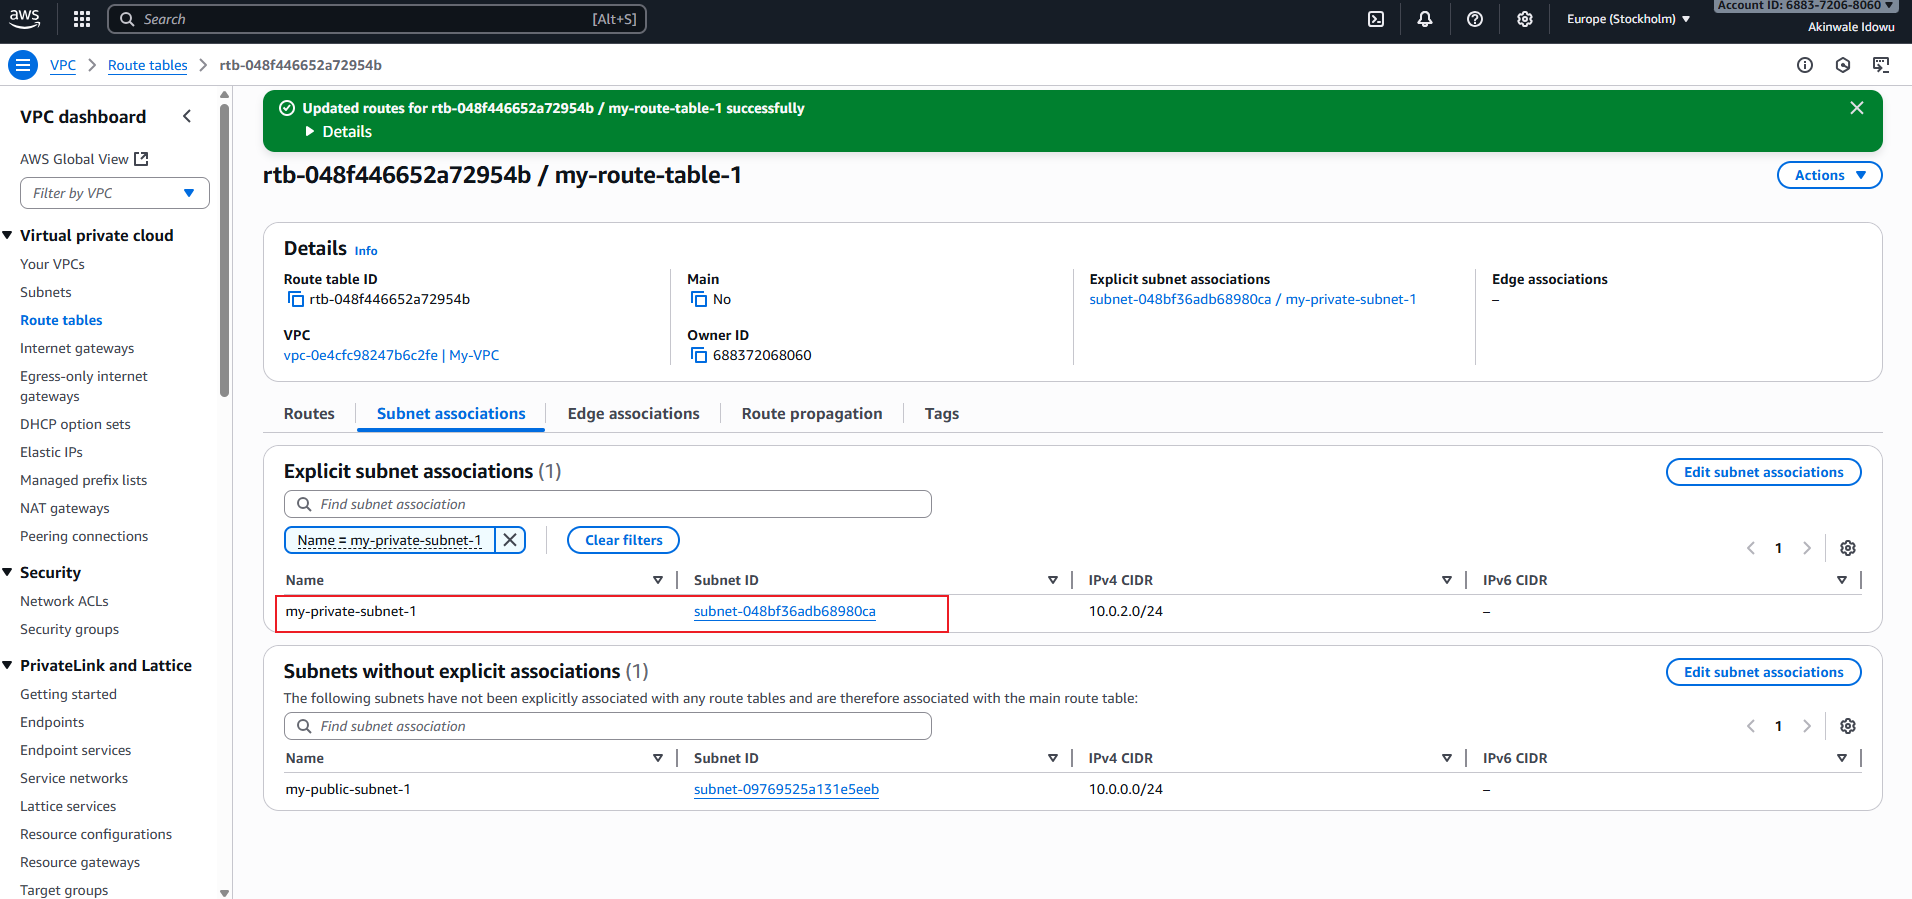 aws
Search
[Alt+S]
Europe (Stockholm)
Account ID: 6883-7206-8060
Akinwale Idowu
VPC
Route tables
rtb-048f446652a72954b
VPC dashboard
AWS Global View
Filter by VPC
Virtual private cloud
Your VPCs
Subnets
Route tables
Internet gateways
Egress-only internet
gateways
DHCP option sets
Elastic IPs
Managed prefix lists
NAT gateways
Peering connections
Security
Network ACLs
Security groups
PrivateLink and Lattice
Getting started
Endpoints
Endpoint services
Service networks
Lattice services
Resource configurations
Resource gateways
Target groups
Updated routes for rtb-048f446652a72954b / my-route-table-1 successfully
Details
rtb-048f446652a72954b / my-route-table-1
Actions
Details Info
Route table ID
rtb-048f446652a72954b
Main
No
Explicit subnet associations
subnet-048bf36adb68980ca / my-private-subnet-1
Edge associations
–
VPC
vpc-0e4cfc98247b6c2fe | My-VPC
Owner ID
688372068060
Routes
Subnet associations
Edge associations
Route propagation
Tags
Explicit subnet associations (1)
Edit subnet associations
Find subnet association
Name = my-private-subnet-1
Clear filters
1
Name Subnet ID IPv4 CIDR IPv6 CIDR
my-private-subnet-1 subnet-048bf36adb68980ca 10.0.2.0/24 –
Subnets without explicit associations (1)
Edit subnet associations
The following subnets have not been explicitly associated with any route tables and are therefore associated with the main route table:
Find subnet association
1
Name Subnet ID IPv4 CIDR IPv6 CIDR
my-public-subnet-1 subnet-09769525a131e5eeb 10.0.0.0/24 –